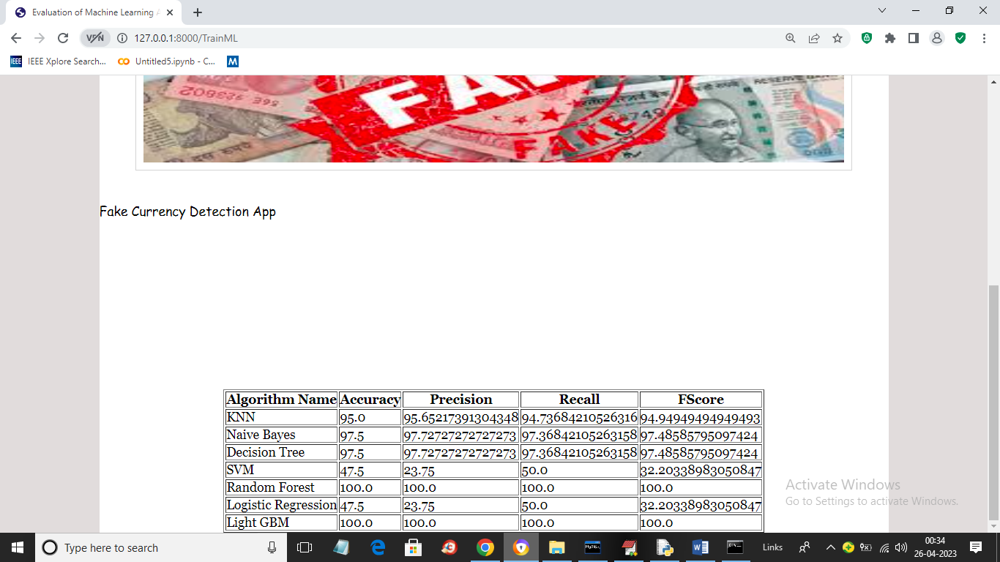 Evaluation of Machine Learning A
127.0.0.1:8000/TrainML
IEEE IEEE Xplore Search... Untitled5.ipynb - C... M
FA
FAKE
749
Fake Currency Detection App
Algorithm Name Accuracy Precision Recall FScore
KNN 95.0 95.65217391304348 94.73684210526316 94.94949494949493
Naive Bayes 97.5 97.72727272727273 97.36842105263158 97.48585795097424
Decision Tree 97.5 97.72727272727273 97.36842105263158 97.48585795097424
SVM 47.5 23.75 50.0 32.20338983050847
Random Forest 100.0 100.0 100.0 100.0
Logistic Regression 47.5 23.75 50.0 32.20338983050847
Light GBM 100.0 100.0 100.0 100.0
Activate Windows
Go to Settings to activate Windows.
Type here to search
Links
00:34
26-04-2023